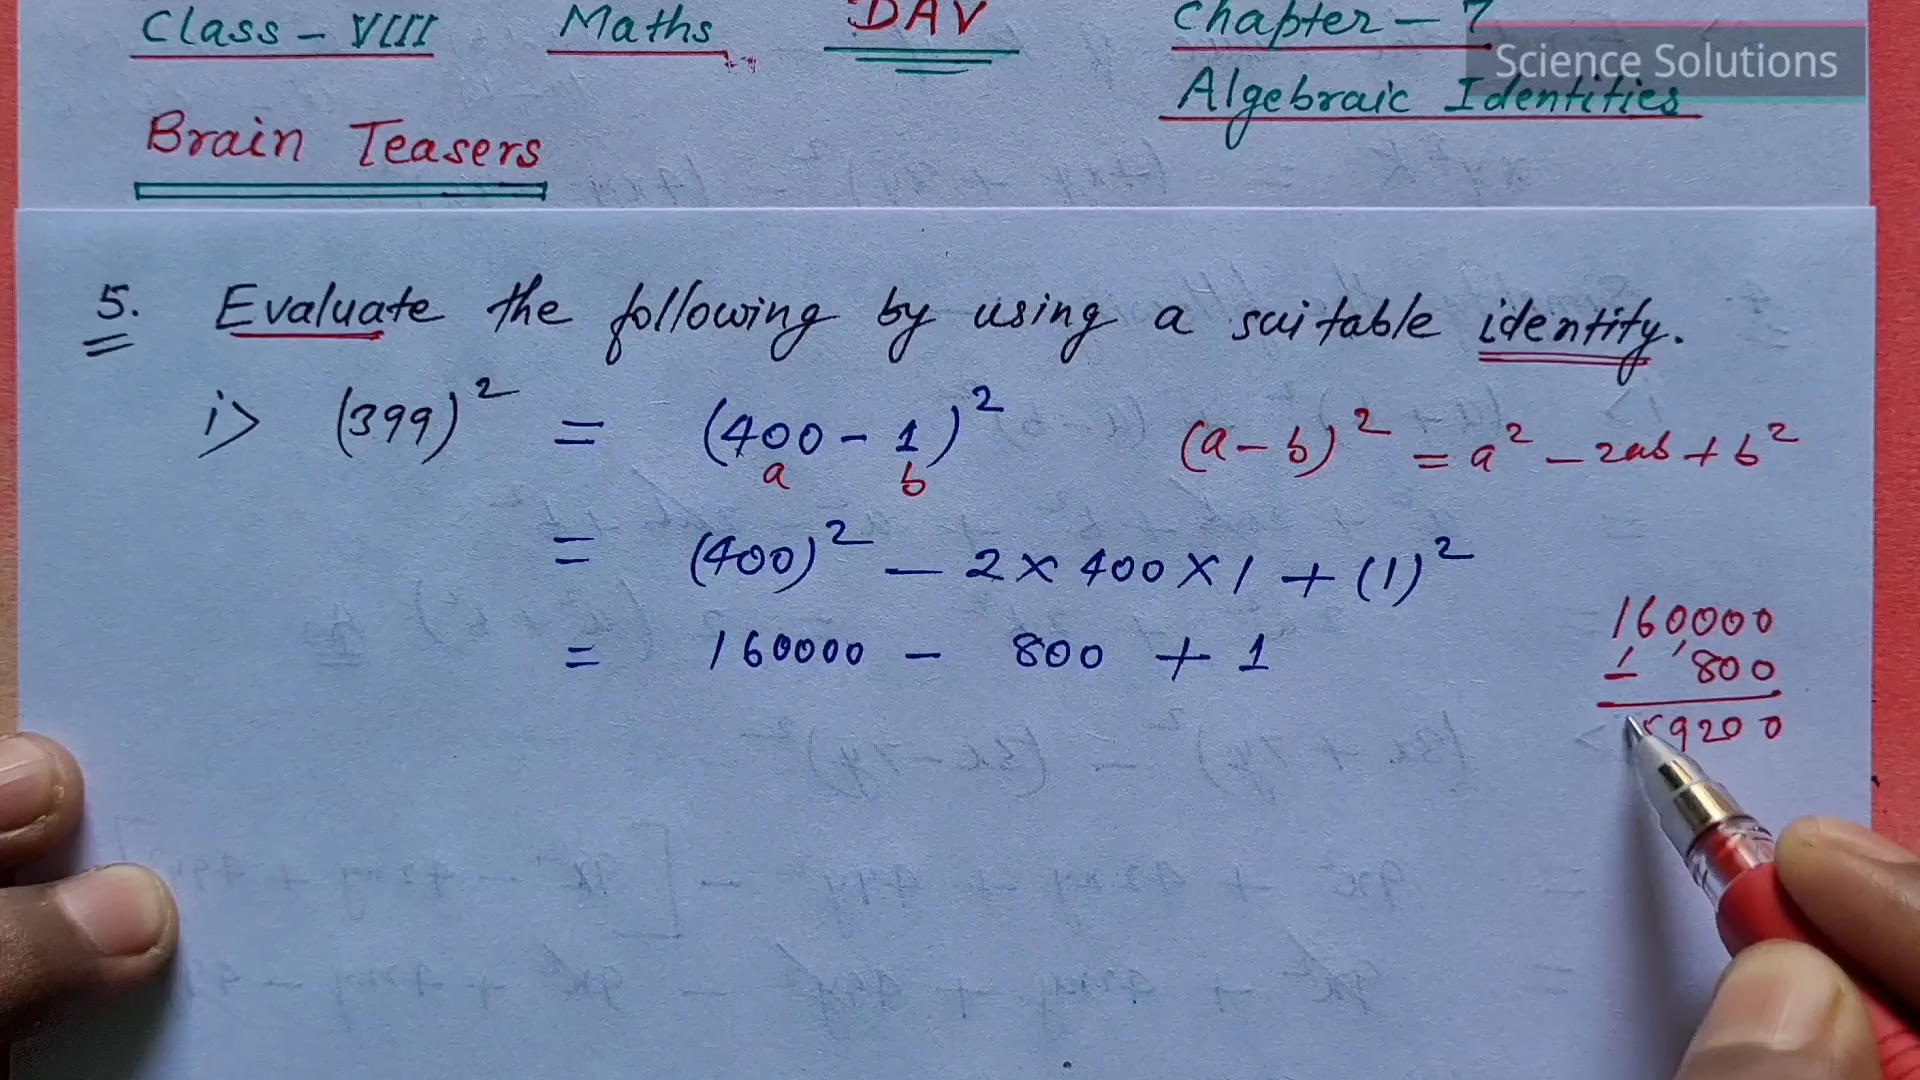 Class - VIII Maths DAV Chapter - 7
Science Solutions
Algebraic Identities
Brain Teasers
5. Evaluate the following by using a suitable identity.
i> (399)² = (400 - 1)² (a - b)² = a² - 2ab + b²
a b
= (400)² - 2 × 400 × 1 + (1)²
= 160000 - 800 + 1
160000
- 800
59200